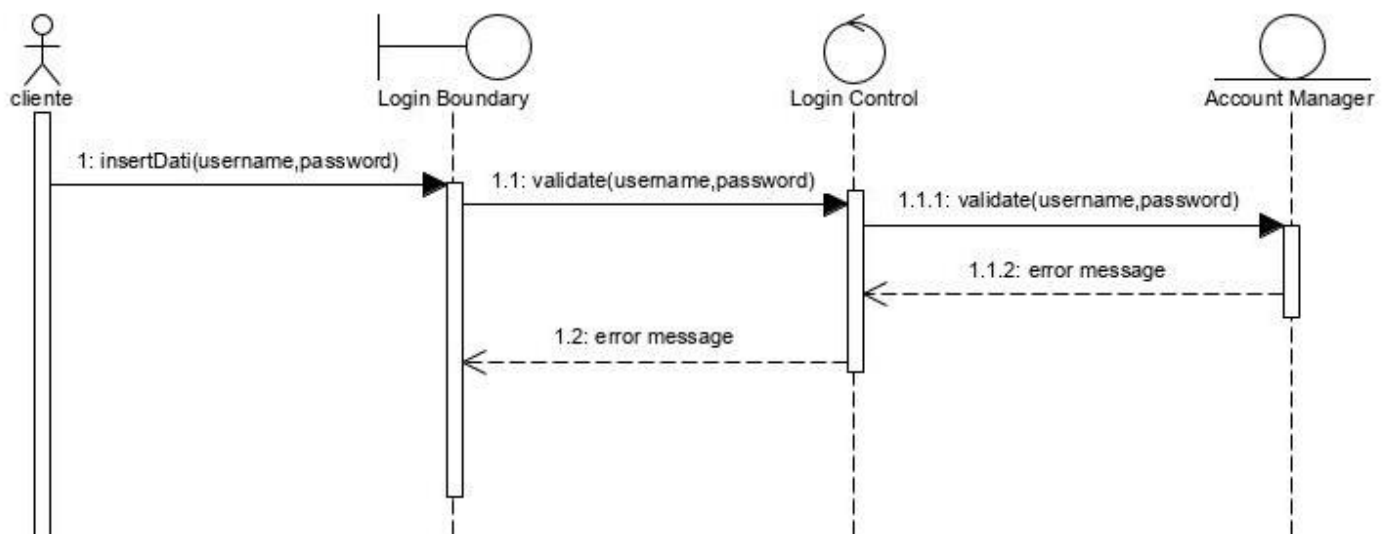 cliente
Login Boundary
Login Control
Account Manager
1: insertDati(username,password)
1.1: validate(username,password)
1.1.1: validate(username,password)
1.1.2: error message
1.2: error message